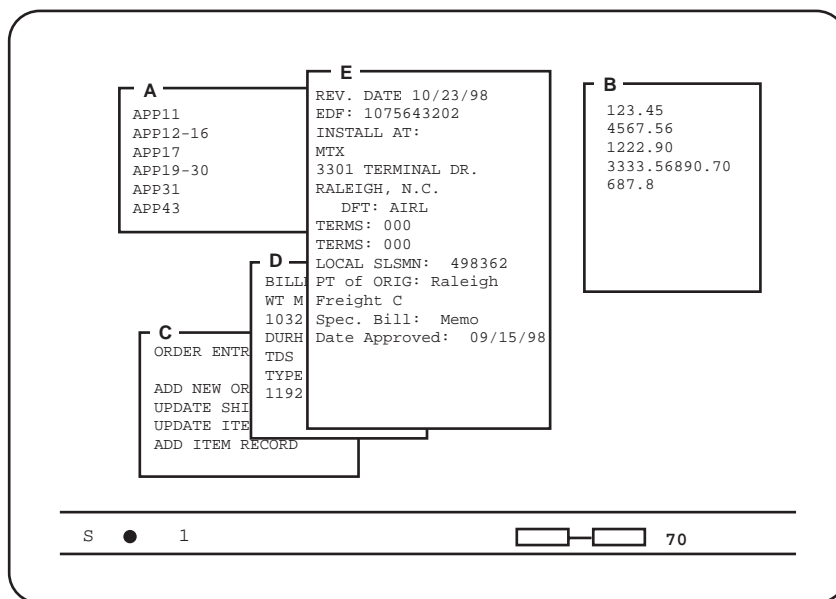 A
APP11
APP12-16
APP17
APP19-30
APP31
APP43
E
REV. DATE 10/23/98
EDF: 1075643202
INSTALL AT:
MTX
3301 TERMINAL DR.
RALEIGH, N.C.
DFT: AIRL
TERMS: 000
TERMS: 000
LOCAL SLSMN: 498362
PT of ORIG: Raleigh
Freight C
Spec. Bill: Memo
Date Approved: 09/15/98
B
123.45
4567.56
1222.90
3333.56890.70
687.8
D
BILL
WT M
1032
DURH
TDS
TYPE
1192
C
ORDER ENTR
ADD NEW OR
UPDATE SHI
UPDATE ITE
ADD ITEM RECORD
S ● 1 70